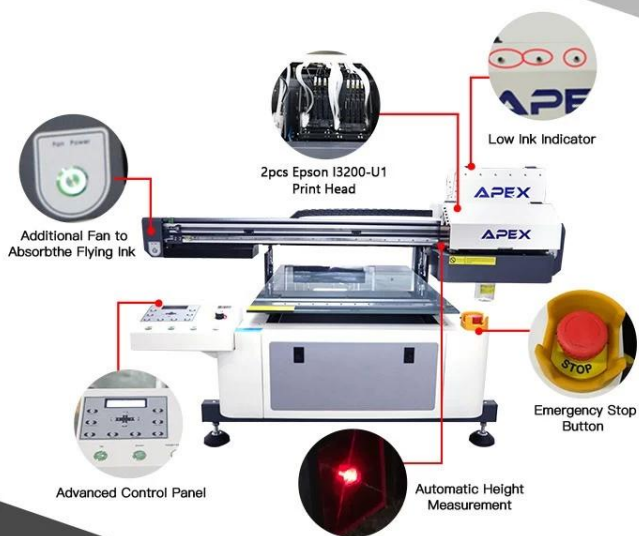 APE
Low Ink Indicator
2pcs Epson I3200-U1
Print Head
Fan Power
Additional Fan to
Absorbthe Flying Ink
APEX
APEX
STOP
Emergency Stop
Button
Advanced Control Panel
Automatic Height
Measurement